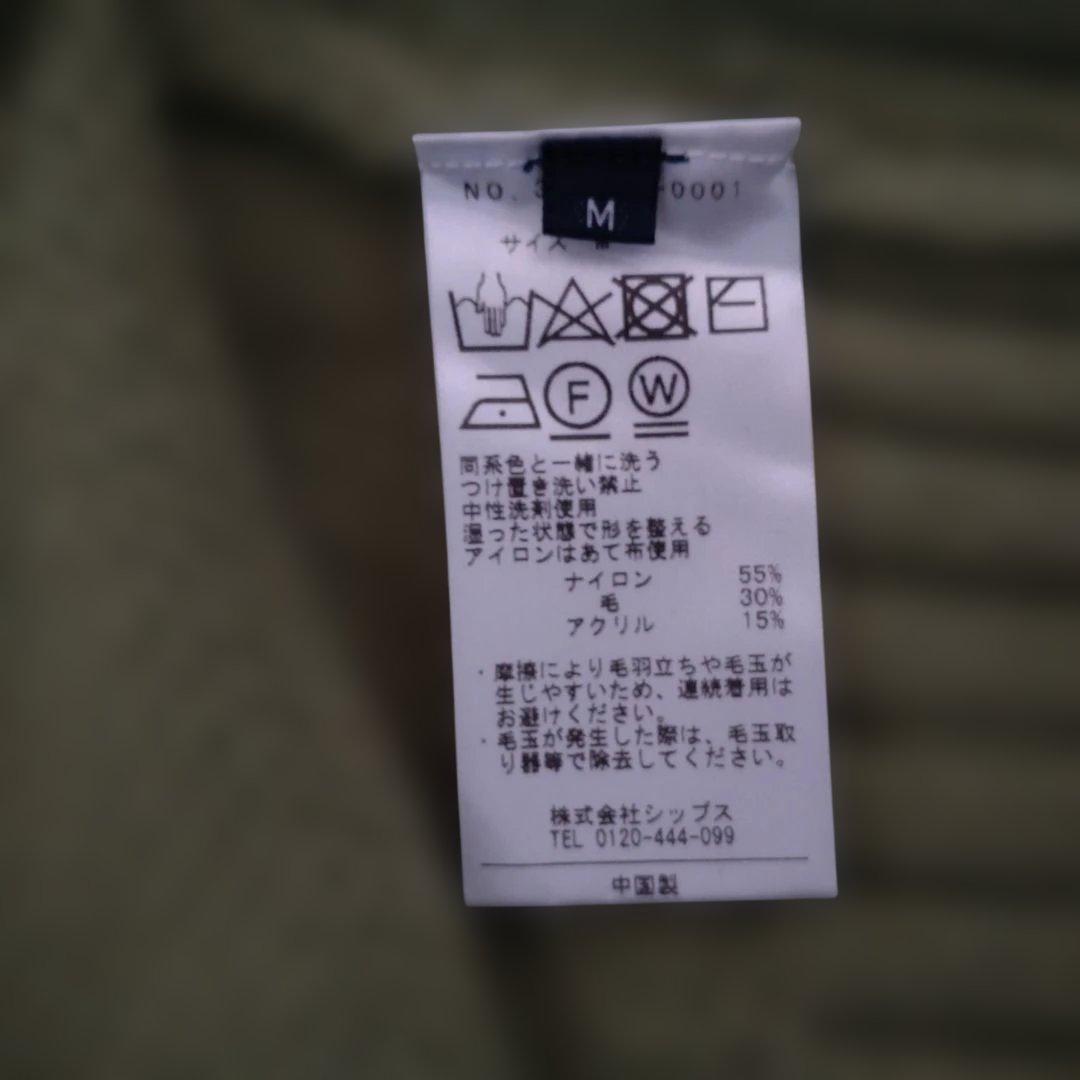 M
NO. -0001
サイズ
F
W
同系色と一緒に洗う
つけ置き洗い禁止
中性洗剤使用
湿った状態で形を整える
アイロンはあて布使用
ナイロン 55%
毛 30%
アクリル 15%
・摩擦により毛羽立ちや毛玉が
生じやすいため、連続着用は
お避けください。
・毛玉が発生した際は、毛玉取
り器等で除去してください。
株式会社シップス
TEL 0120-444-099
中国製